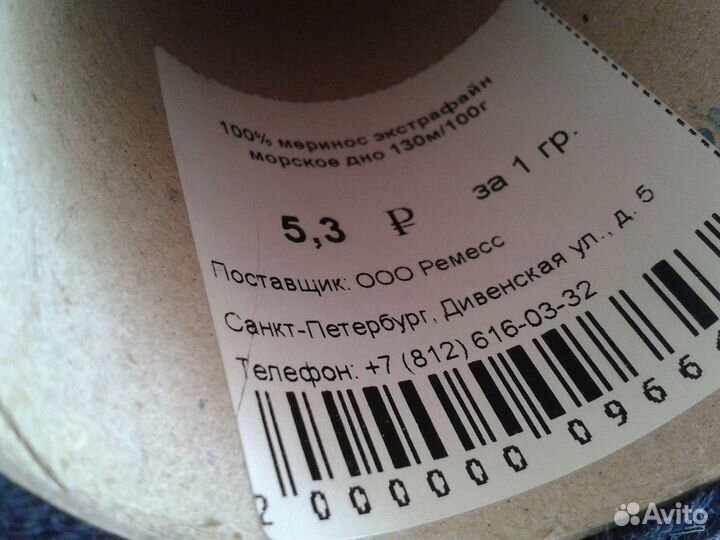 100% меринос экстрафайн
морское дно 130м/100г
5,3 ₽ за 1 гр.
Поставщик: ООО Ремесс
Санкт-Петербург, Дивенская ул., д. 5
Телефон: +7 (812) 616-03-32
2 000000 0966
Avito